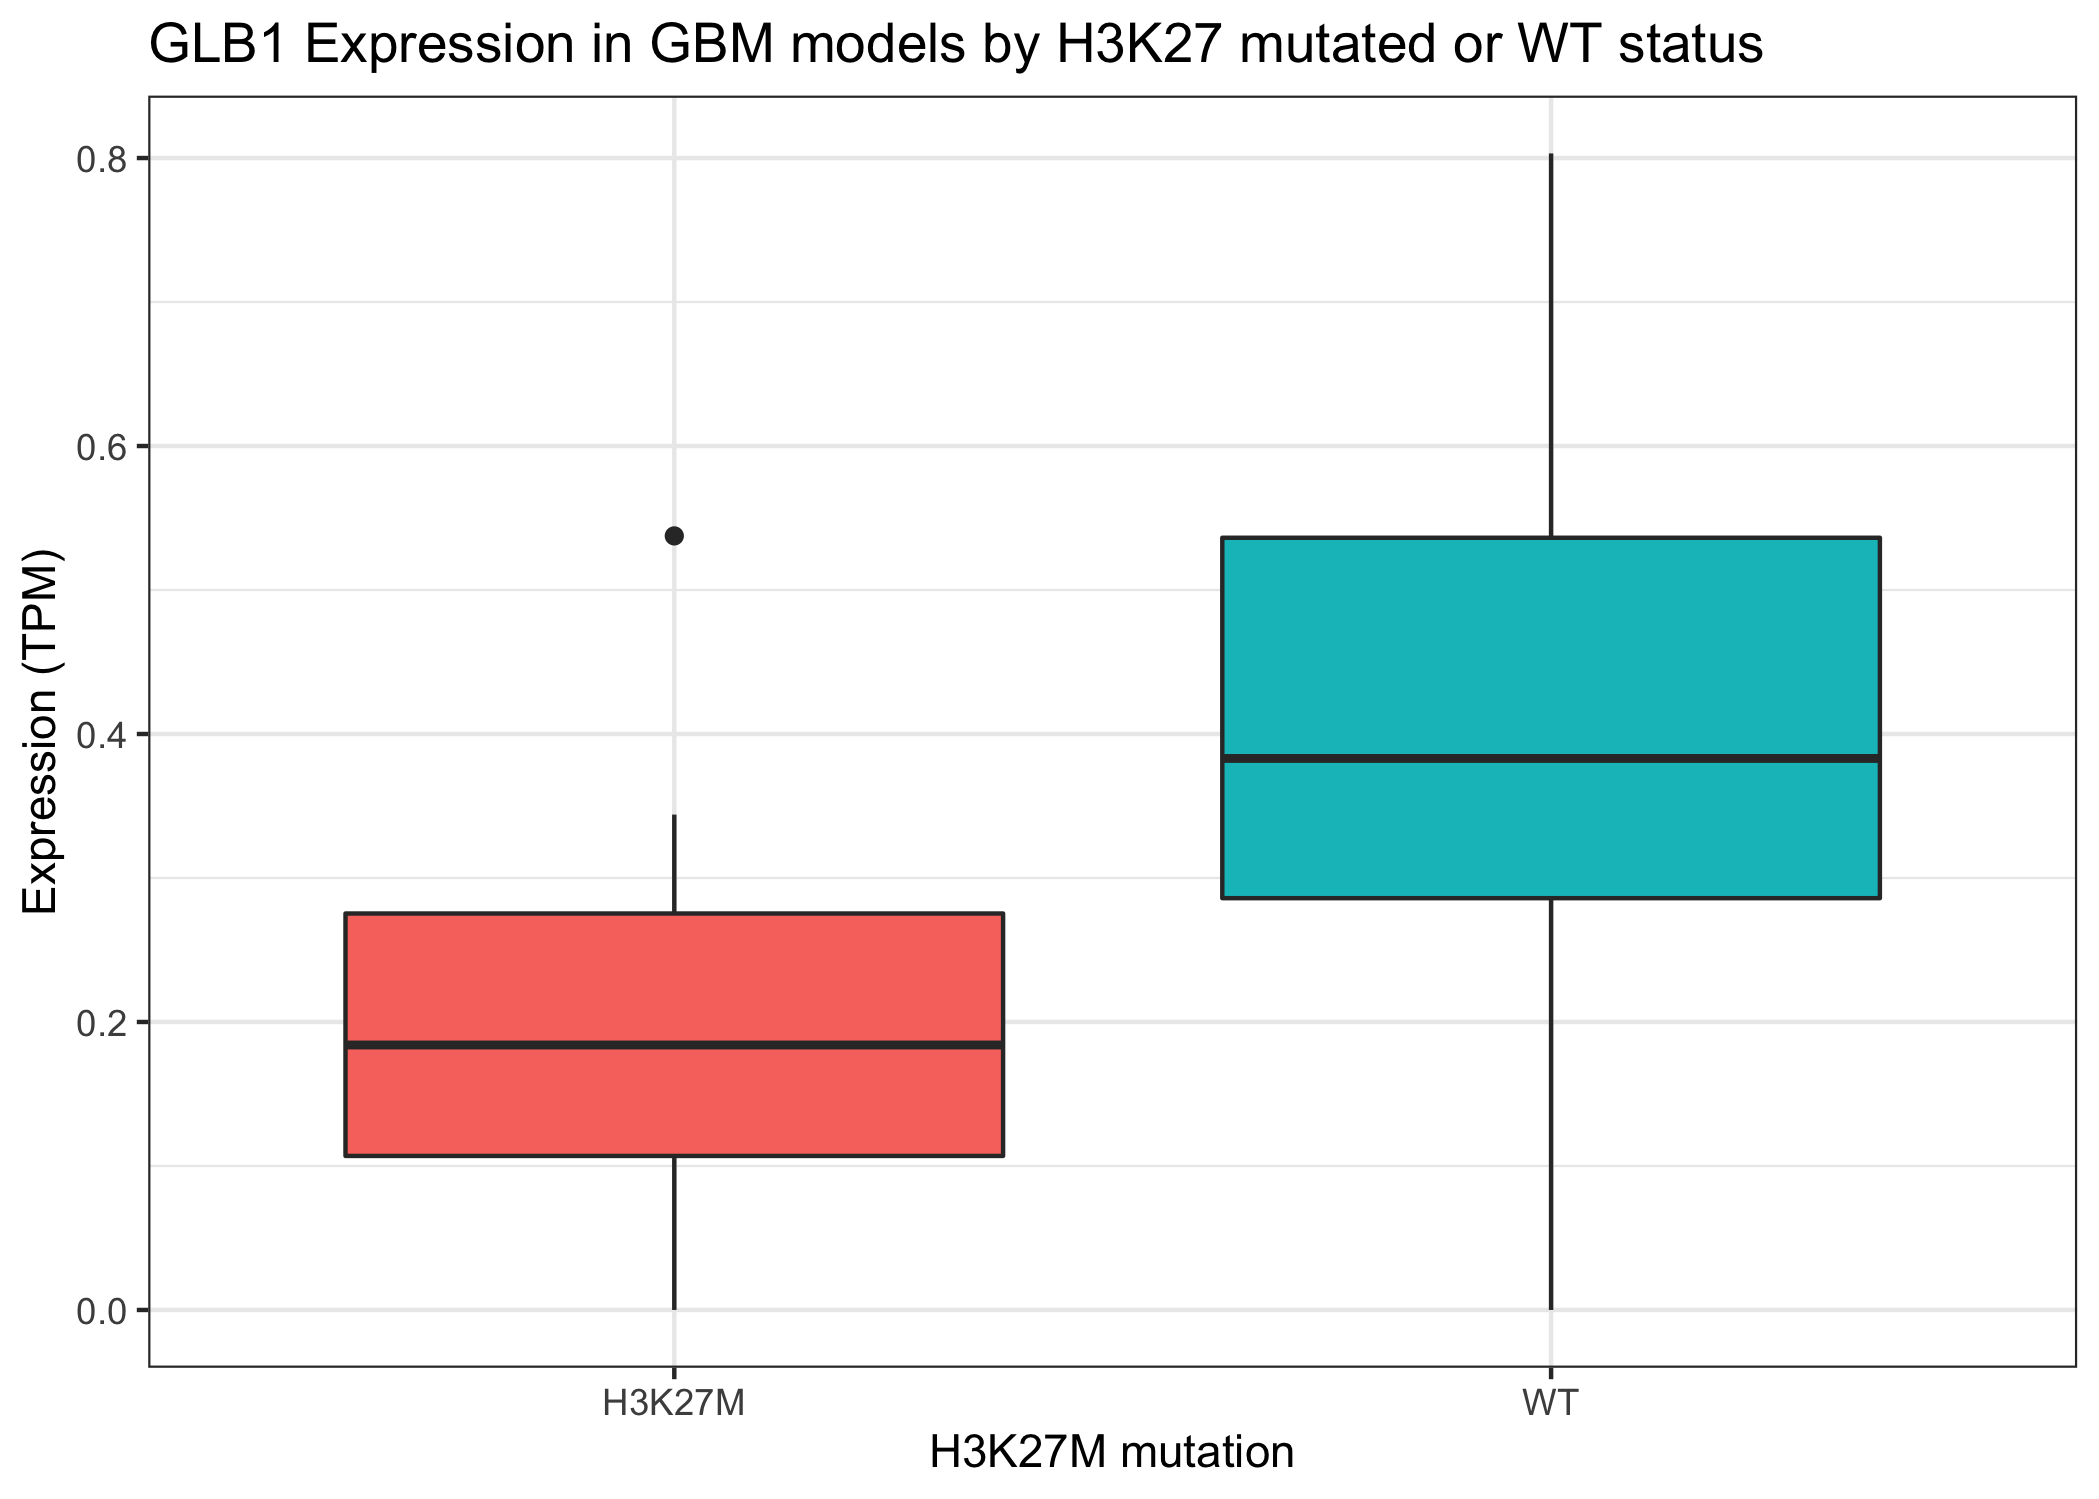 GLB1 Expression in GBM models by H3K27 mutated or WT status
Expression (TPM)
0.8
0.6
0.4
0.2
0.0
H3K27M
WT
H3K27M mutation